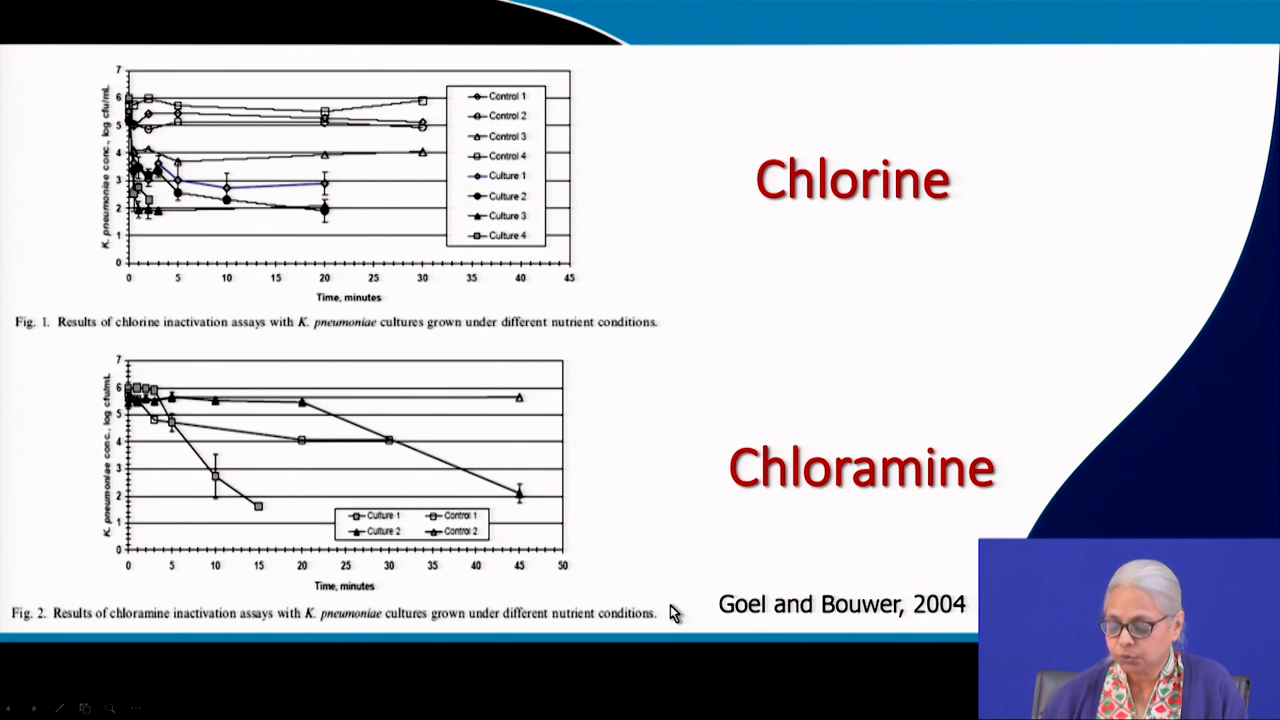 7
6
5
4
3
2
1
0
K. pneumoniae conc., log cfu/mL
Control 1
Control 2
Control 3
Control 4
Culture 1
Culture 2
Culture 3
Culture 4
0 5 10 15 20 25 30 35 40 45
Time, minutes
Fig. 1. Results of chlorine inactivation assays with K. pneumoniae cultures grown under different nutrient conditions.
Chlorine
7
6
5
4
3
2
1
0
K. pneumoniae conc., log cfu/mL
Culture 1 Control 1
Culture 2 Control 2
0 5 10 15 20 25 30 35 40 45 50
Time, minutes
Fig. 2. Results of chloramine inactivation assays with K. pneumoniae cultures grown under different nutrient conditions.
Chloramine
Goel and Bouwer, 2004